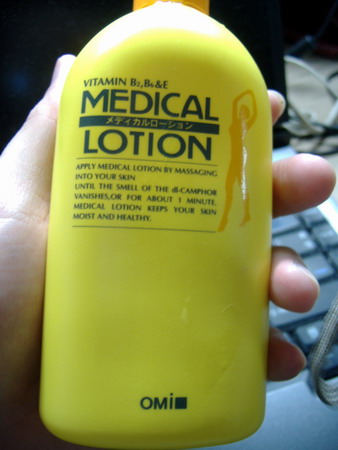 VITAMIN B2,B6&E
MEDICAL
メディカルローション
LOTION
APPLY MEDICAL LOTION BY MASSAGING
INTO YOUR SKIN
UNTIL THE SMELL OF THE dl-CAMPHOR
VANISHES,OR FOR ABOUT 1 MINUTE.
MEDICAL LOTION KEEPS YOUR SKIN
MOIST AND HEALTHY.
OMI